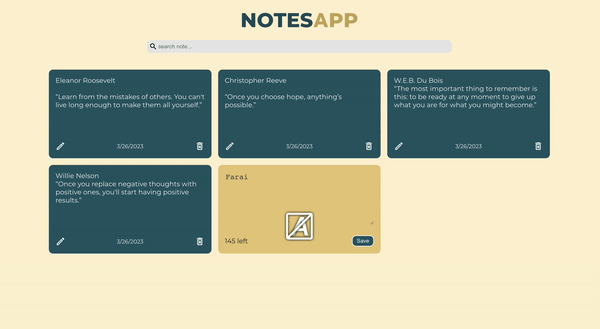 NOTESAPP
search note...
Eleanor Roosevelt
"Learn from the mistakes of others. You can't
live long enough to make them all yourself."
3/26/2023
Christopher Reeve
"Once you choose hope, anything's
possible."
3/26/2023
W.E.B. Du Bois
"The most important thing to remember is
this: to be ready at any moment to give up
what you are for what you might become."
3/26/2023
Willie Nelson
"Once you replace negative thoughts with
positive ones, you'll start having positive
results."
3/26/2023
Farai
145 left
Save